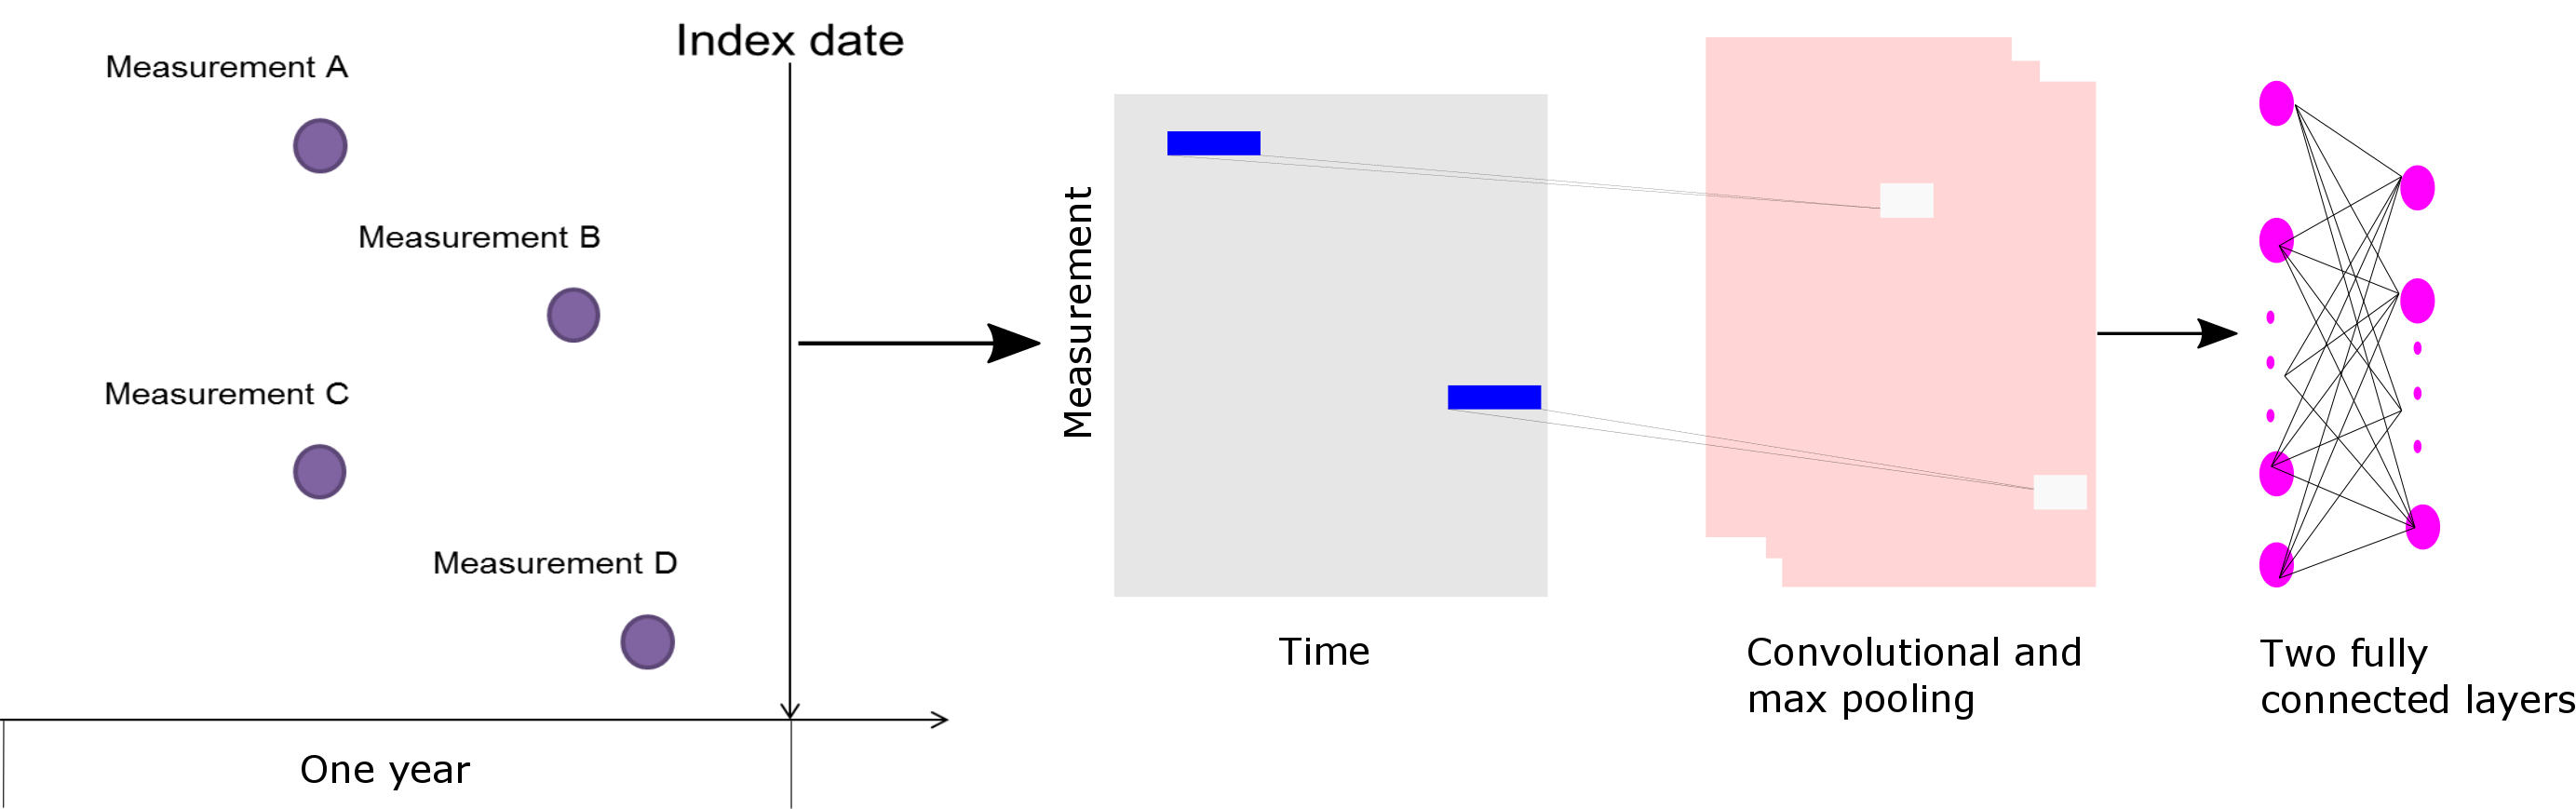 Index date
Measurement A
Measurement B
Measurement C
Measurement D
One year
Measurement
Time
Convolutional and
max pooling
Two fully
connected layers